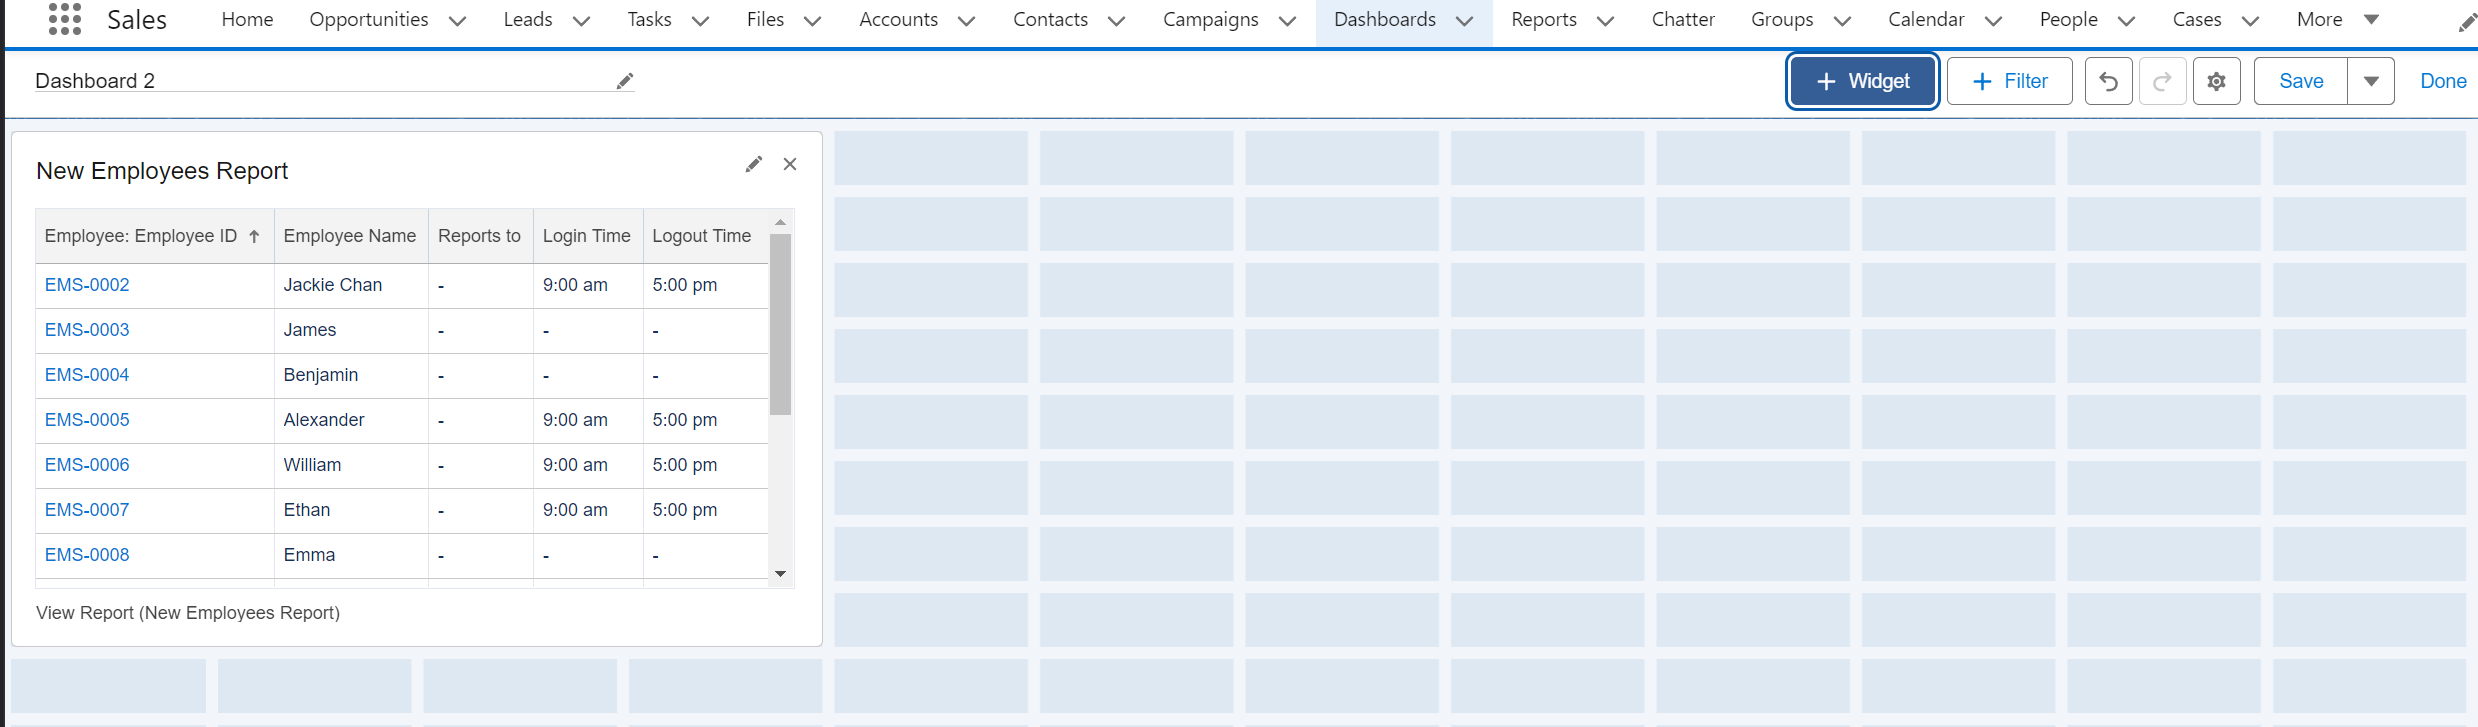 Sales Home Opportunities Leads Tasks Files Accounts Contacts Campaigns Dashboards Reports Chatter Groups Calendar People Cases More
Dashboard 2 + Widget + Filter Save Done
New Employees Report
Employee: Employee ID ↑ Employee Name Reports to Login Time Logout Time
EMS-0002 Jackie Chan - 9:00 am 5:00 pm
EMS-0003 James - - -
EMS-0004 Benjamin - - -
EMS-0005 Alexander - 9:00 am 5:00 pm
EMS-0006 William - 9:00 am 5:00 pm
EMS-0007 Ethan - 9:00 am 5:00 pm
EMS-0008 Emma - - -
View Report (New Employees Report)